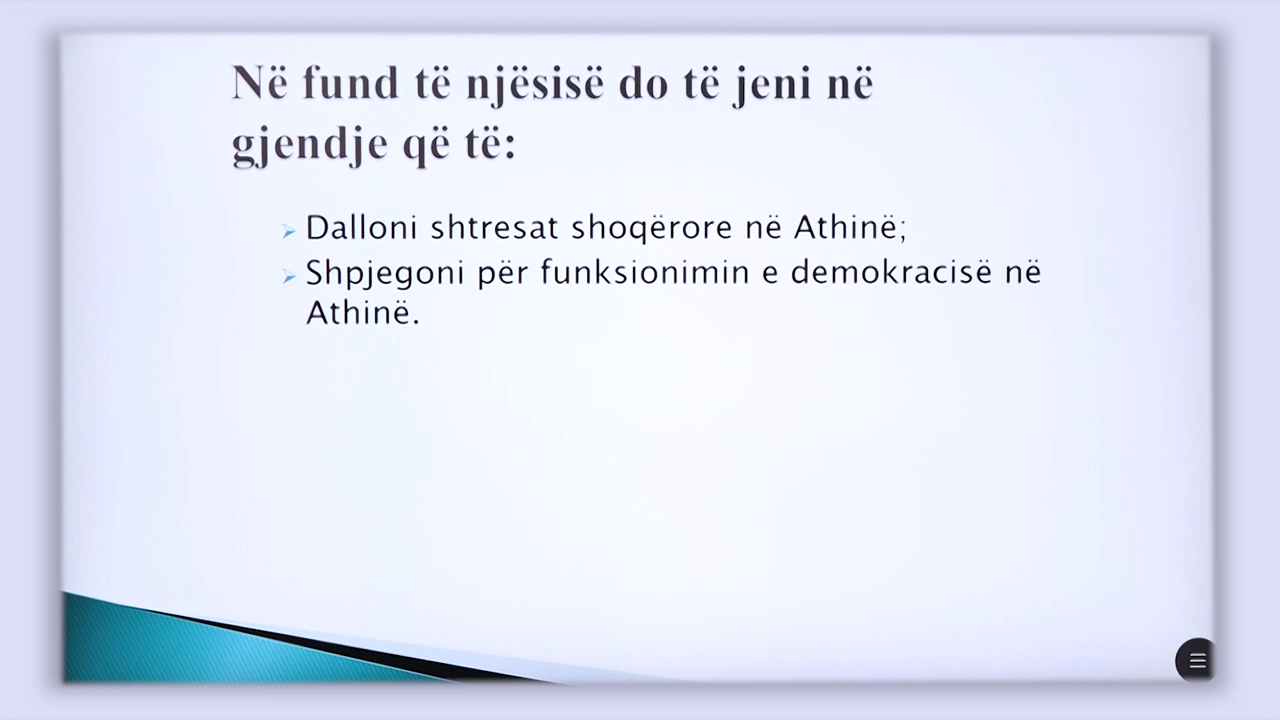 Në fund të njësisë do të jeni në
gjendje që të:
Dalloni shtresat shoqërore në Athinë;
Shpjegoni për funksionimin e demokracisë në
Athinë.